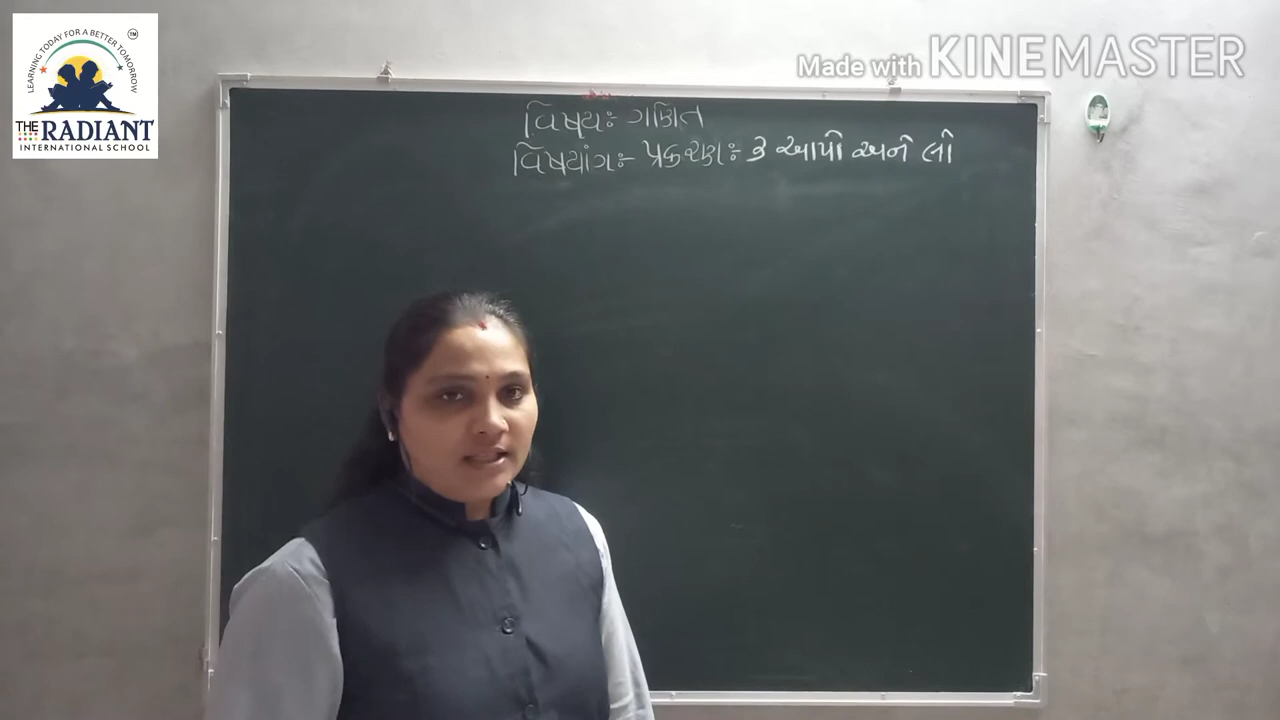 LEARNING TODAY FOR A BETTER TOMORROW
TM
THE RADIANT
INTERNATIONAL SCHOOL
Made with KINEMASTER
વિષય:- ગણિત
વિષયાંગ:- પ્રકરણ:- ૩ આપો અને લો